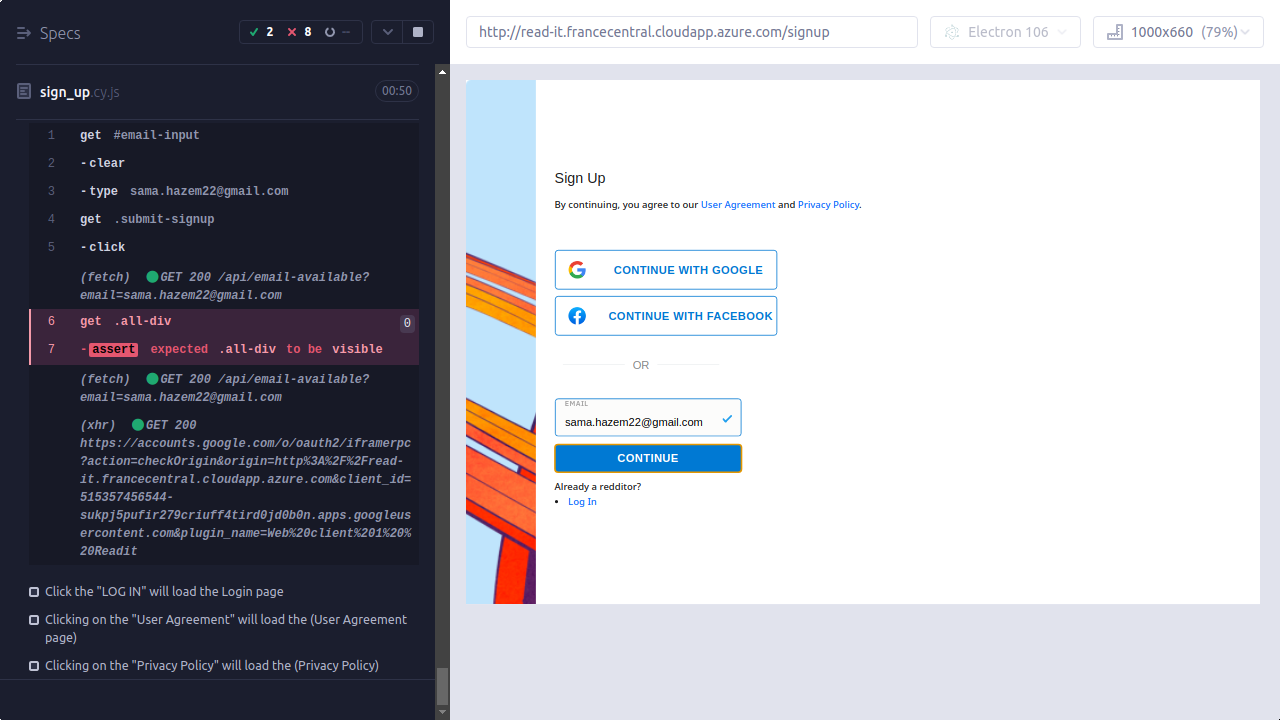 Specs
2
8
--
sign_up.cy.js
00:50
1 get #email-input
2 -clear
3 -type sama.hazem22@gmail.com
4 get .submit-signup
5 -click
(fetch) GET 200 /api/email-available?
email=sama.hazem22@gmail.com
6 get .all-div 0
7 -assert expected .all-div to be visible
(fetch) GET 200 /api/email-available?
email=sama.hazem22@gmail.com
(xhr) GET 200
https://accounts.google.com/o/oauth2/iframerpc
?action=checkOrigin&origin=http%3A%2F%2Fread-
it.francecentral.cloudapp.azure.com&client_id=
515357456544-
sukpj5pufir279criuff4tird0jd0b0n.apps.googleus
ercontent.com&plugin_name=Web%20client%201%20%
20Readit
Click the "LOG IN" will load the Login page
Clicking on the "User Agreement" will load the (User Agreement
page)
Clicking on the "Privacy Policy" will load the (Privacy Policy)
http://read-it.francecentral.cloudapp.azure.com/signup
Electron 106
1000x660 (79%)
Sign Up
By continuing, you agree to our User Agreement and Privacy Policy.
CONTINUE WITH GOOGLE
CONTINUE WITH FACEBOOK
OR
EMAIL
sama.hazem22@gmail.com
CONTINUE
Already a redditor?
Log In